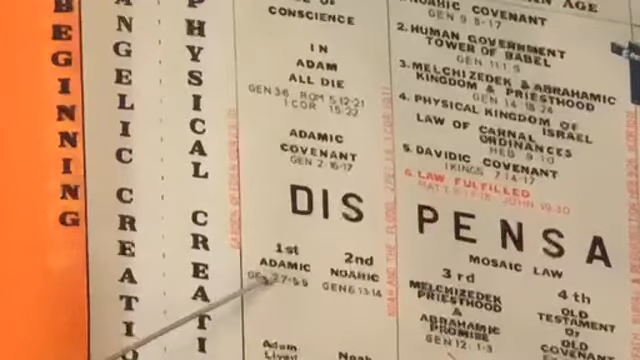 BEGINNING
ANGELIC CREATIO
PHYSICAL CREATI
CONSCIENCE
IN
ADAM
ALL DIE
GEN 3:6 ROM 5:12-21
I COR 15:22
ADAMIC
COVENANT
GEN 2:16-17
NOAHIC COVENANT
GEN 9 8-17
AGE
2. HUMAN GOVERNMENT
TOWER OF BABEL
GEN 11:1-9
3. MELCHIZEDEK & ABRAHAMIC
KINGDOM & PRIESTHOOD
GEN 14 18-24
4. PHYSICAL KINGDOM OF ISRAEL
LAW OF CARNAL
ORDINANCES
HEB 9 10
5. DAVIDIC COVENANT
I KINGS 7 14-17
6. LAW FULFILLED
JOHN 19:30
DIS PENSA
1st
ADAMIC
2nd
NOAHIC
GEN 6 13-14
MOSAIC LAW
3rd
MELCHIZEDEK
PRIESTHOOD
&
ABRAHAMIC
PROMISE
GEN 12:1-3
4th
OLD
TESTAMENT
OF
OLD
COVENANT
Adam
Lived
Noah